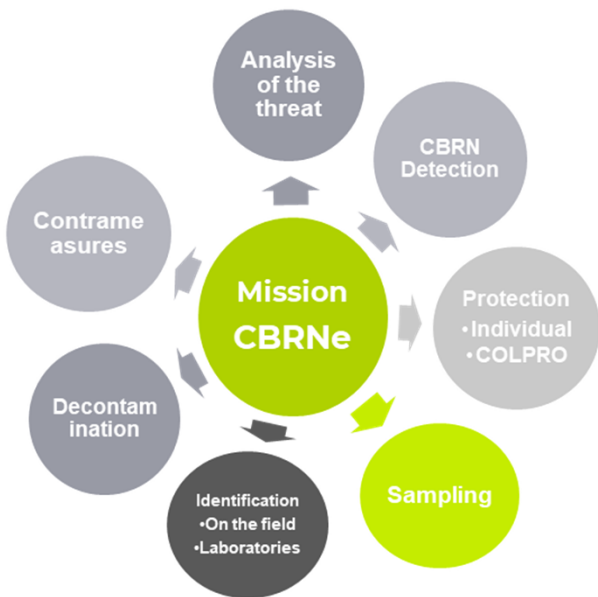 Analysis
of the
threat
CBRN
Detection
Protection
•Individual
•COLPRO
Sampling
Identification
•On the field
•Laboratories
Decontam
ination
Contrame
asures
Mission
CBRNe